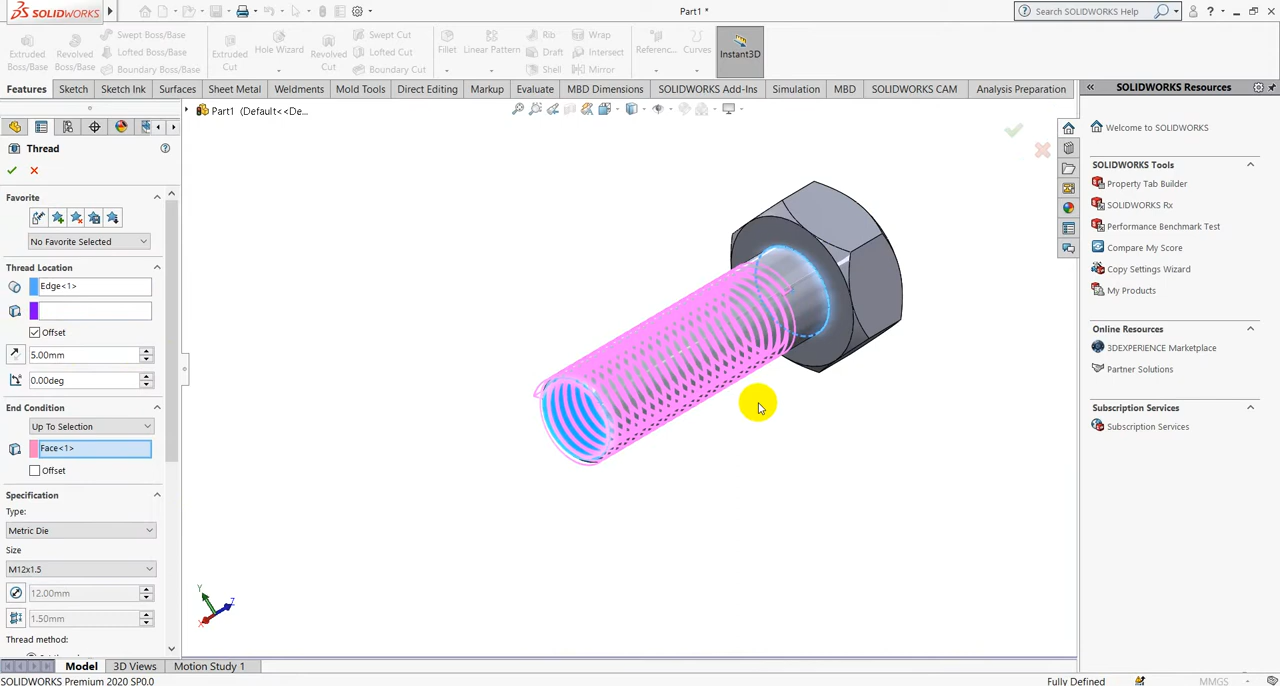 SOLIDWORKS
Part1 *
Search SOLIDWORKS Help
Extruded Boss/Base
Revolved Boss/Base
Swept Boss/Base
Lofted Boss/Base
Boundary Boss/Base
Extruded Cut
Hole Wizard
Revolved Cut
Swept Cut
Lofted Cut
Boundary Cut
Fillet
Linear Pattern
Rib
Draft
Shell
Wrap
Intersect
Mirror
Referenc...
Curves
Instant3D
Features Sketch Sketch Ink Surfaces Sheet Metal Weldments Mold Tools Direct Editing Markup Evaluate MBD Dimensions SOLIDWORKS Add-Ins Simulation MBD SOLIDWORKS CAM Analysis Preparation
Part1 (Default<<De...
Thread
Favorite
No Favorite Selected
Thread Location
Edge<1>
Offset
5.00mm
0.00deg
End Condition
Up To Selection
Face<1>
Offset
Specification
Type:
Metric Die
Size
M12x1.5
12.00mm
1.50mm
Thread method:
X
Y
Z
SOLIDWORKS Resources
Welcome to SOLIDWORKS
SOLIDWORKS Tools
Property Tab Builder
SOLIDWORKS Rx
Performance Benchmark Test
Compare My Score
Copy Settings Wizard
My Products
Online Resources
3DEXPERIENCE Marketplace
Partner Solutions
Subscription Services
Subscription Services
Model 3D Views Motion Study 1
SOLIDWORKS Premium 2020 SP0.0
Fully Defined
MMGS